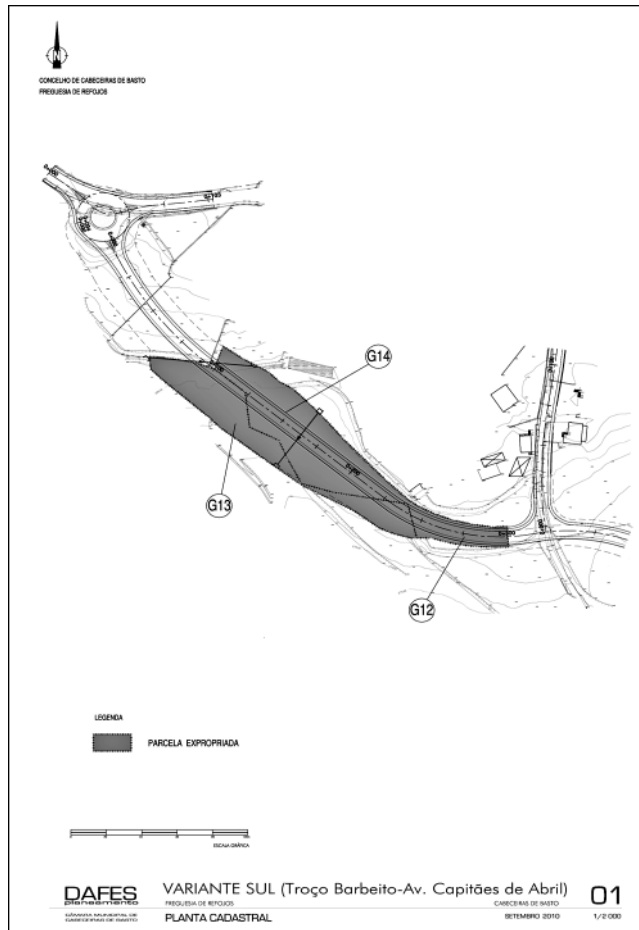 N
CONCELHO DE CABECEIRAS DE BASTO
FREGUESIA DE REFOJOS
G14
G13
G12
LEGENDA
PARCELA EXPROPRIADA
ESCALA GRÁFICA
DAFES
planeamento
CÂMARA MUNICIPAL DE
CABECEIRAS DE BASTO
VARIANTE SUL (Troço Barbeito-Av. Capitães de Abril)
FREGUESIA DE REFOJOS
CABECEIRAS DE BASTO
PLANTA CADASTRAL
SETEMBRO 2010
01
1/2 000